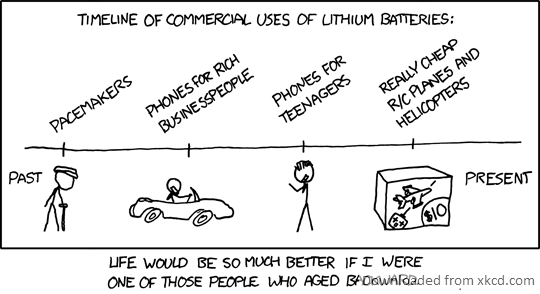 TIMELINE OF COMMERCIAL USES OF LITHIUM BATTERIES:
PACEMAKERS
PHONES FOR RICH
BUSINESSPEOPLE
PHONES FOR
TEENAGERS
REALLY CHEAP
R/C PLANES AND
HELICOPTERS
PAST
PRESENT
$10
LIFE WOULD BE SO MUCH BETTER IF I WERE
ONE OF THOSE PEOPLE WHO AGED
Downloaded from xkcd.com